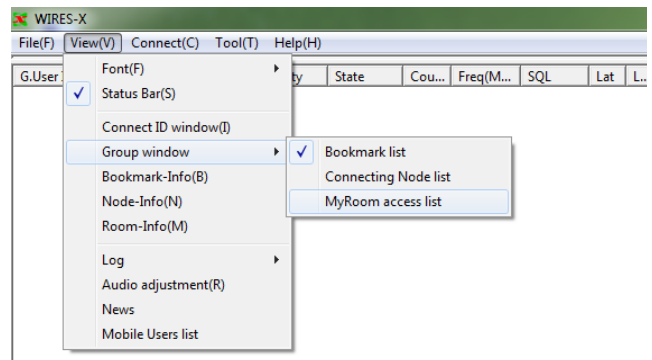 WIRES-X
File(F) View(V) Connect(C) Tool(T) Help(H)
G.User ty State Cou... Freq(M... SQL Lat L..
Font(F)
Status Bar(S)
Connect ID window(I)
Group window
Bookmark-Info(B)
Node-Info(N)
Room-Info(M)
Log
Audio adjustment(R)
News
Mobile Users list
Bookmark list
Connecting Node list
MyRoom access list